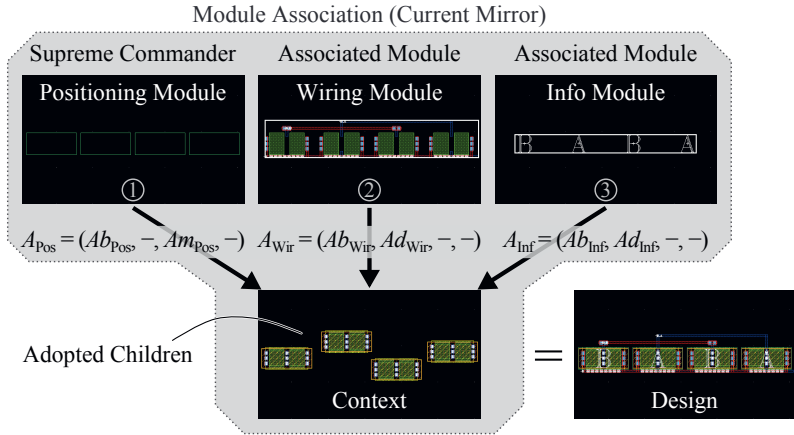 Module Association (Current Mirror)
Supreme Commander Associated Module Associated Module
Positioning Module Wiring Module Info Module
B A B A
① ② ③
A_Pos = (Ab_Pos, –, Am_Pos, –) A_Wir = (Ab_Wir, Ad_Wir, –, –) A_Inf = (Ab_Inf, Ad_Inf, –, –)
Adopted Children
=
B A B A
Context Design